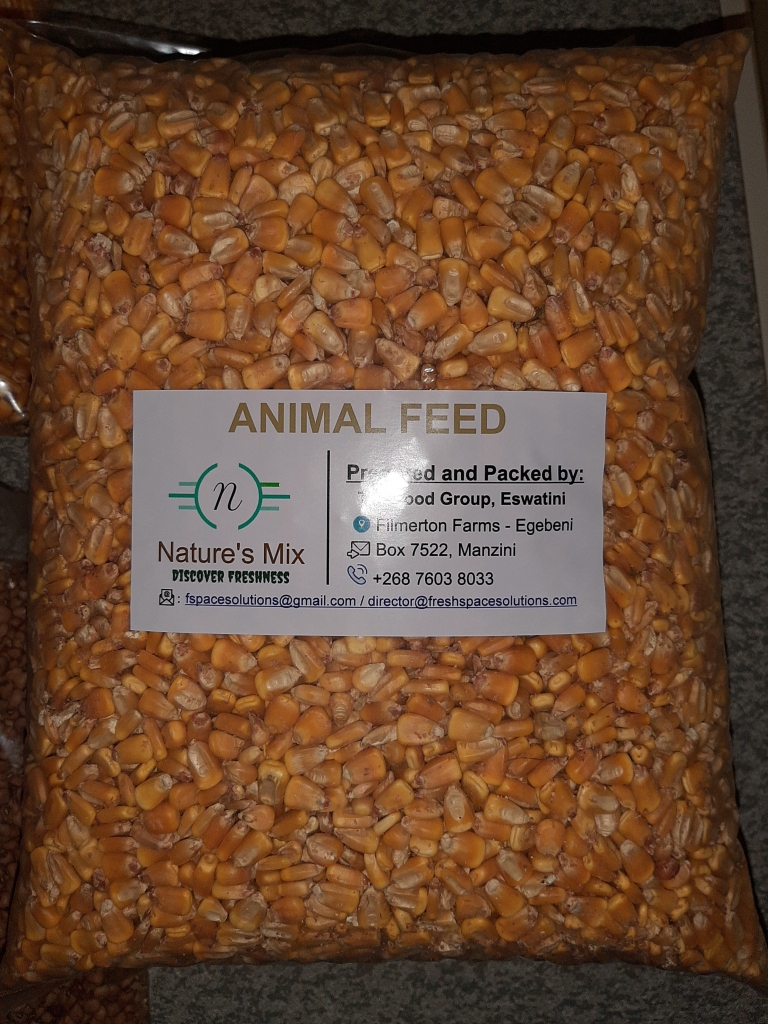 ANIMAL FEED
n
Nature's Mix
DISCOVER FRESHNESS
and Packed by:
Group, Eswatini
Filmerton Farms - Egebeni
Box 7522, Manzini
+268 7603 8033
: fspacesolutions@gmail.com / director@freshspacesolutions.com